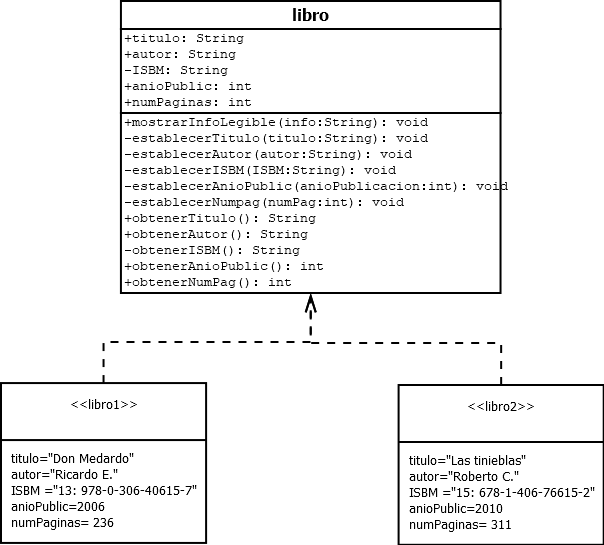 libro
+titulo: String
+autor: String
-ISBM: String
+anioPublic: int
+numPaginas: int
+mostrarInfoLegible(info:String): void
-establecerTitulo(titulo:String): void
-establecerAutor(autor:String): void
-establecerISBM(ISBM:String): void
-establecerAnioPublic(anioPublicacion:int): void
-establecerNumpag(numPag:int): void
+obtenerTitulo(): String
+obtenerAutor(): String
-obtenerISBM(): String
+obtenerAnioPublic(): int
+obtenerNumPag(): int
<<libro1>>
titulo="Don Medardo"
autor="Ricardo E."
ISBM ="13: 978-0-306-40615-7"
anioPublic=2006
numPaginas= 236
<<libro2>>
titulo="Las tinieblas"
autor="Roberto C."
ISBM ="15: 678-1-406-76615-2"
anioPublic=2010
numPaginas= 311